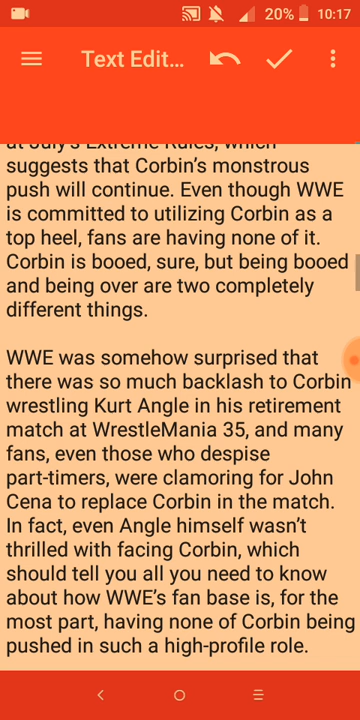 20% 10:17
Text Edit...
at July's Extreme Rules, which
suggests that Corbin's monstrous
push will continue. Even though WWE
is committed to utilizing Corbin as a
top heel, fans are having none of it.
Corbin is booed, sure, but being booed
and being over are two completely
different things.
WWE was somehow surprised that
there was so much backlash to Corbin
wrestling Kurt Angle in his retirement
match at WrestleMania 35, and many
fans, even those who despise
part-timers, were clamoring for John
Cena to replace Corbin in the match.
In fact, even Angle himself wasn't
thrilled with facing Corbin, which
should tell you all you need to know
about how WWE's fan base is, for the
most part, having none of Corbin being
pushed in such a high-profile role.